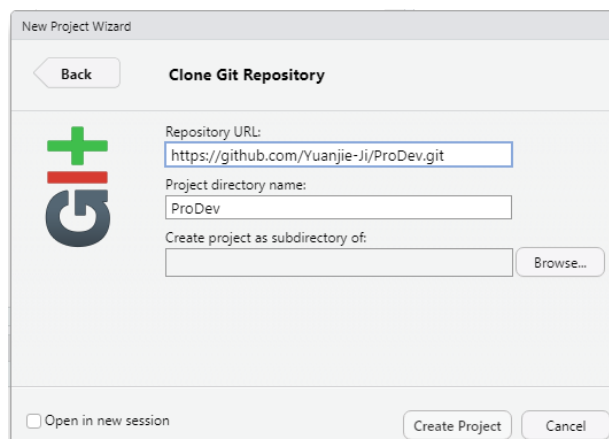 New Project Wizard
Back
Clone Git Repository
GIt
Repository URL:
https://github.com/Yuanjie-Ji/ProDev.git
Project directory name:
ProDev
Create project as subdirectory of:
Browse...
Open in new session
Create Project
Cancel